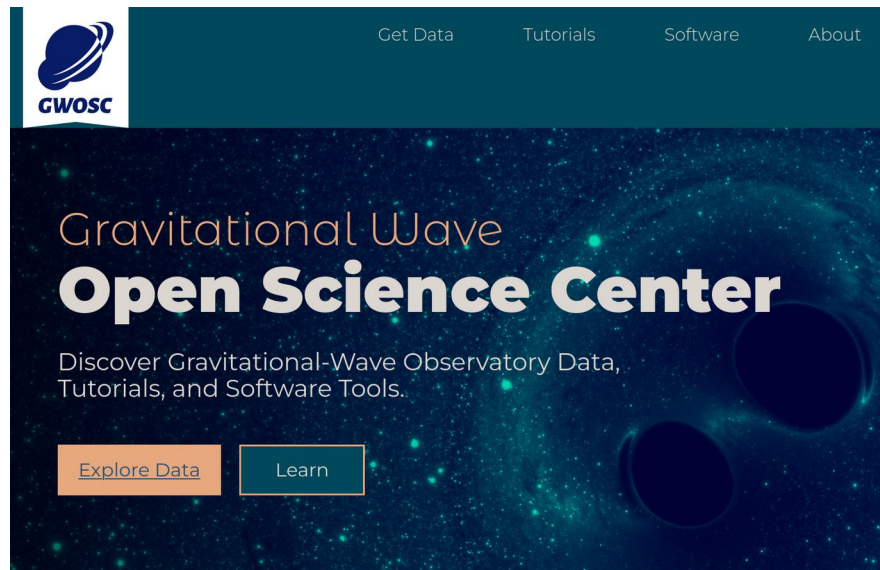 GWOSC
Get Data Tutorials Software About
Gravitational Wave
Open Science Center
Discover Gravitational-Wave Observatory Data,
Tutorials, and Software Tools.
Explore Data Learn